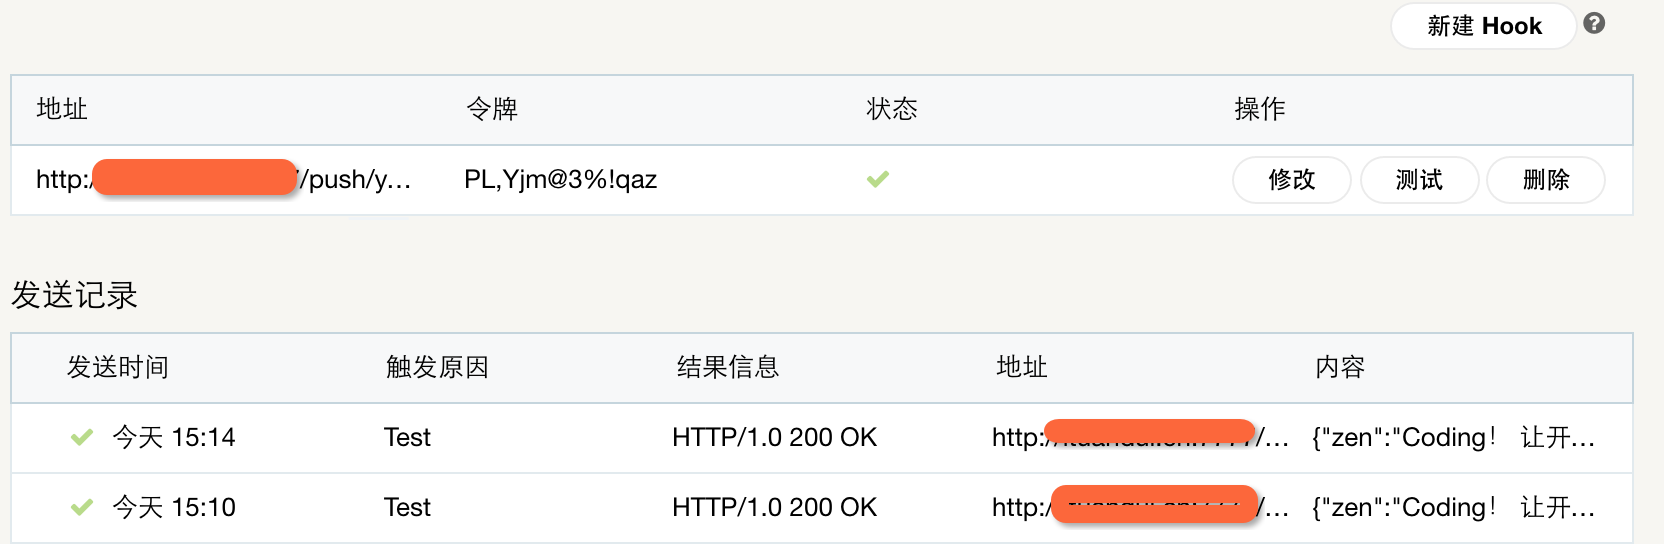 新建 Hook
地址 令牌 状态 操作
http:/ /push/y... PL,Yjm@3%!qaz 修改 测试 删除
发送记录
发送时间 触发原因 结果信息 地址 内容
今天 15:14 Test HTTP/1.0 200 OK http:/ /... {"zen":"Coding！ 让开...
今天 15:10 Test HTTP/1.0 200 OK http:/ /... {"zen":"Coding！ 让开...